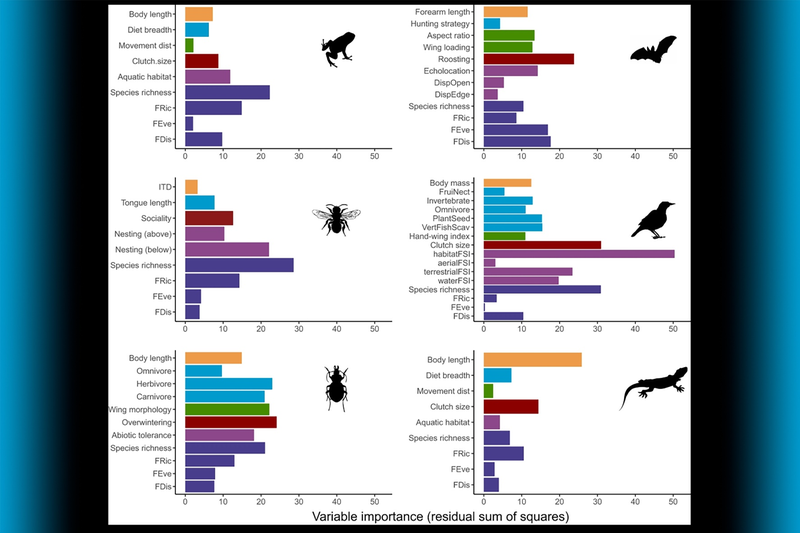 Body length
Diet breadth
Movement dist
Clutch.size
Aquatic habitat
Species richness
FRic
FEve
FDis
0 10 20 30 40 50
Forearm length
Hunting strategy
Aspect ratio
Wing loading
Roosting
Echolocation
DispOpen
DispEdge
Species richness
FRic
FEve
FDis
0 10 20 30 40 50
ITD
Tongue length
Sociality
Nesting (above)
Nesting (below)
Species richness
FRic
FEve
FDis
0 10 20 30 40 50
Body mass
FruiNect
Invertebrate
Omnivore
PlantSeed
VertFishScav
Hand-wing index
Clutch size
habitatFSI
aerialFSI
terrestrialFSI
waterFSI
Species richness
FRic
FEve
FDis
0 10 20 30 40 50
Body length
Omnivore
Herbivore
Carnivore
Wing morphology
Overwintering
Abiotic tolerance
Species richness
FRic
FEve
FDis
0 10 20 30 40 50
Body length
Diet breadth
Movement dist
Clutch size
Aquatic habitat
Species richness
FRic
FEve
FDis
0 10 20 30 40 50
Variable importance (residual sum of squares)